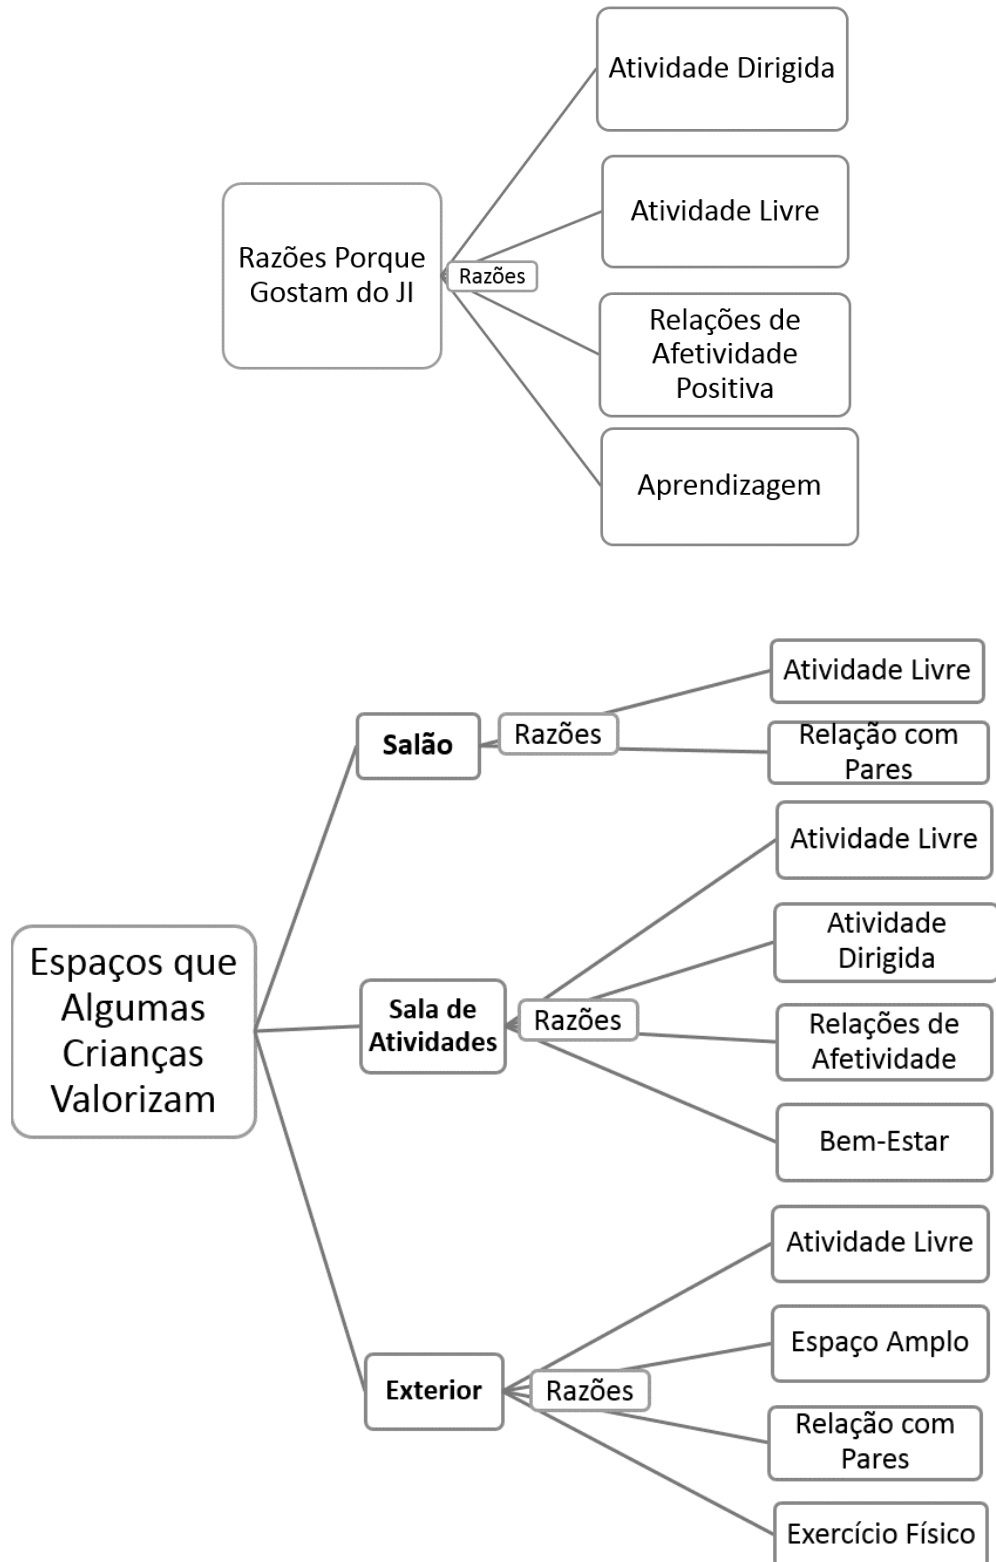 Atividade Dirigida
Atividade Livre
Razões Porque
Gostam do JI
Razões
Relações de
Afetividade
Positiva
Aprendizagem
Atividade Livre
Salão
Razões
Relação com
Pares
Atividade Livre
Atividade
Dirigida
Espaços que
Algumas
Crianças
Valorizam
Sala de
Atividades
Razões
Relações de
Afetividade
Bem-Estar
Atividade Livre
Espaço Amplo
Exterior
Razões
Relação com
Pares
Exercício Físico